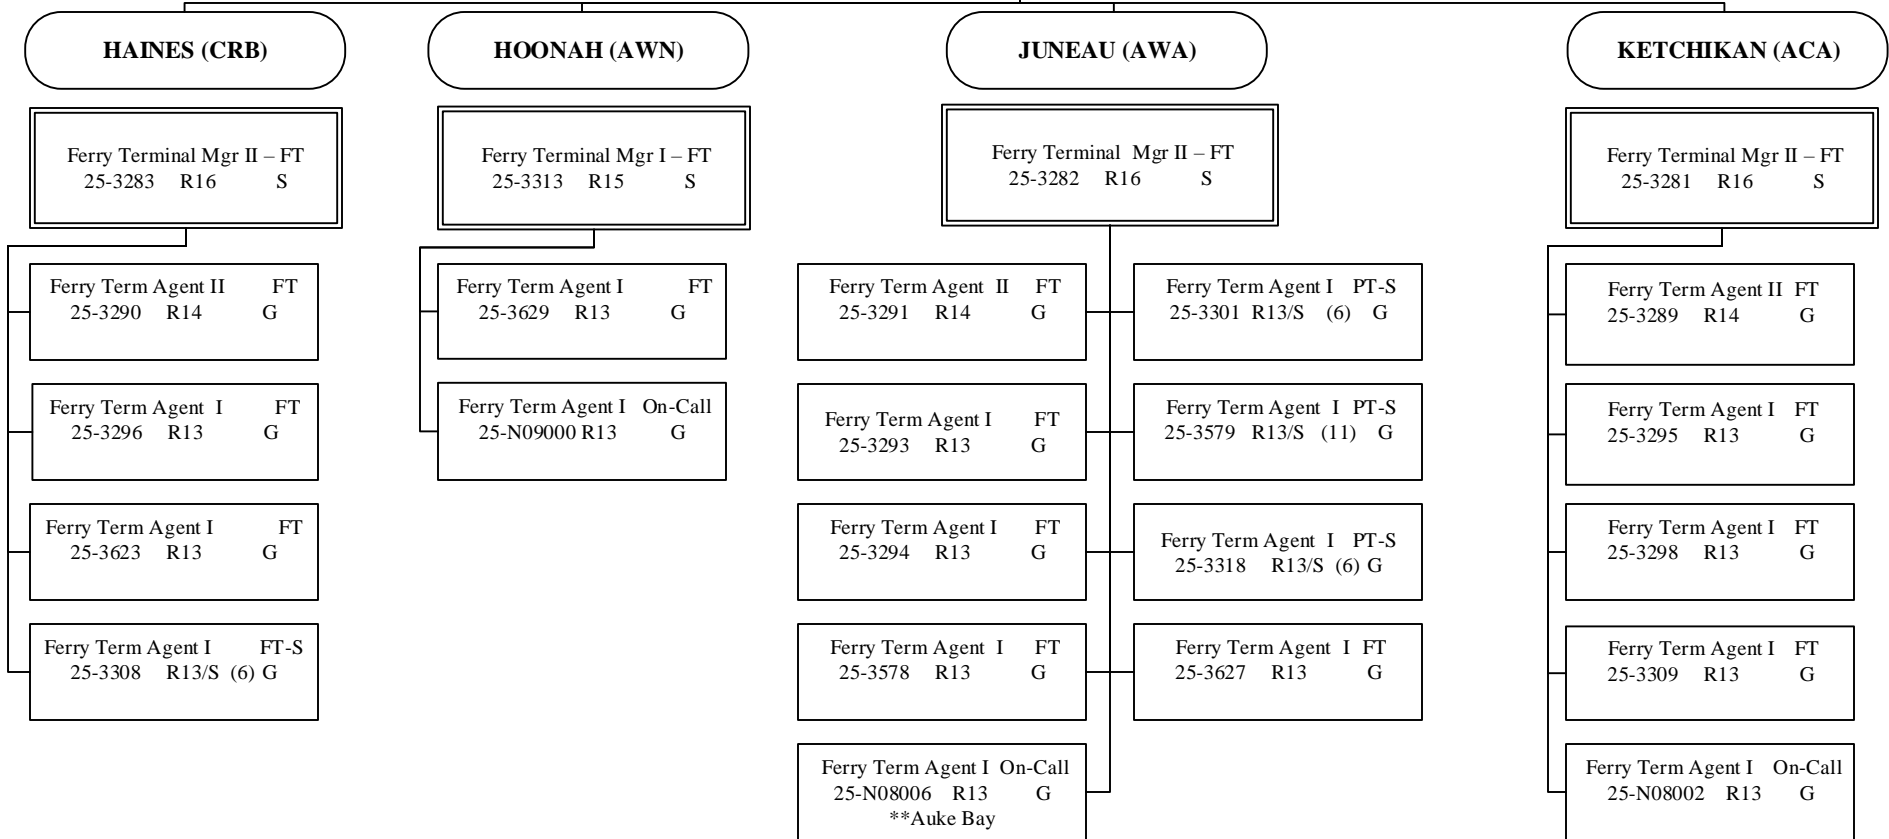 HAINES (CRB)
Ferry Terminal Mgr II – FT
25-3283 R16 S
Ferry Term Agent II FT
25-3290 R14 G
Ferry Term Agent I FT
25-3296 R13 G
Ferry Term Agent I FT
25-3623 R13 G
Ferry Term Agent I FT-S
25-3308 R13/S (6) G
HOONAH (AWN)
Ferry Terminal Mgr I – FT
25-3313 R15 S
Ferry Term Agent I FT
25-3629 R13 G
Ferry Term Agent I On-Call
25-N09000 R13 G
JUNEAU (AWA)
Ferry Terminal Mgr II – FT
25-3282 R16 S
Ferry Term Agent II FT
25-3291 R14 G
Ferry Term Agent I FT
25-3293 R13 G
Ferry Term Agent I FT
25-3294 R13 G
Ferry Term Agent I FT
25-3578 R13 G
Ferry Term Agent I On-Call
25-N08006 R13 G
**Auke Bay
Ferry Term Agent I PT-S
25-3301 R13/S (6) G
Ferry Term Agent I PT-S
25-3579 R13/S (11) G
Ferry Term Agent I PT-S
25-3318 R13/S (6) G
Ferry Term Agent I FT
25-3627 R13 G
KETCHIKAN (ACA)
Ferry Terminal Mgr II – FT
25-3281 R16 S
Ferry Term Agent II FT
25-3289 R14 G
Ferry Term Agent I FT
25-3295 R13 G
Ferry Term Agent I FT
25-3298 R13 G
Ferry Term Agent I FT
25-3309 R13 G
Ferry Term Agent I On-Call
25-N08002 R13 G